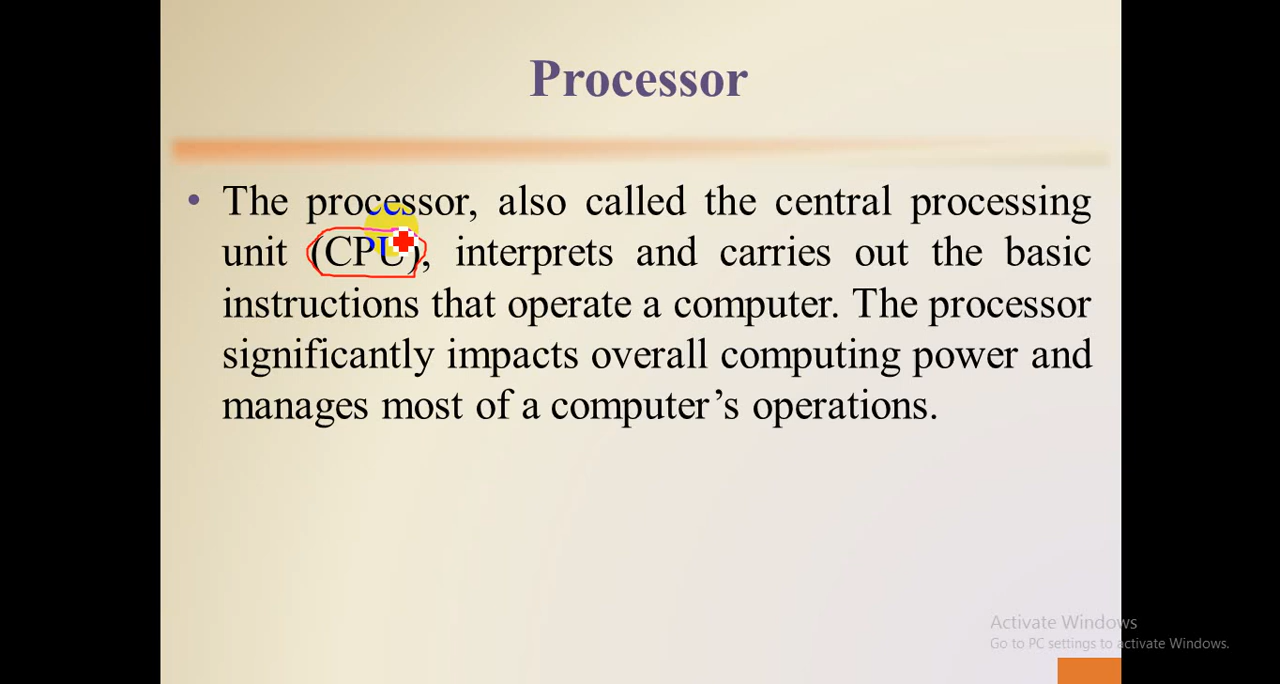 Processor
• The processor, also called the central processing
unit (CPU), interprets and carries out the basic
instructions that operate a computer. The processor
significantly impacts overall computing power and
manages most of a computer’s operations.
Activate Windows
Go to PC settings to activate Windows.